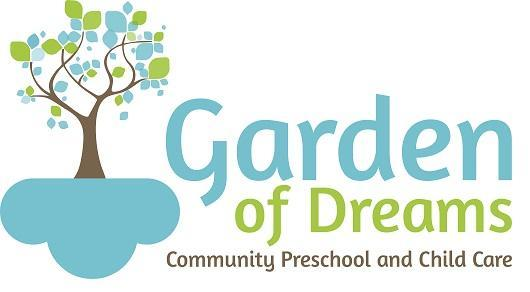 Garden
of Dreams
Community Preschool and Child Care